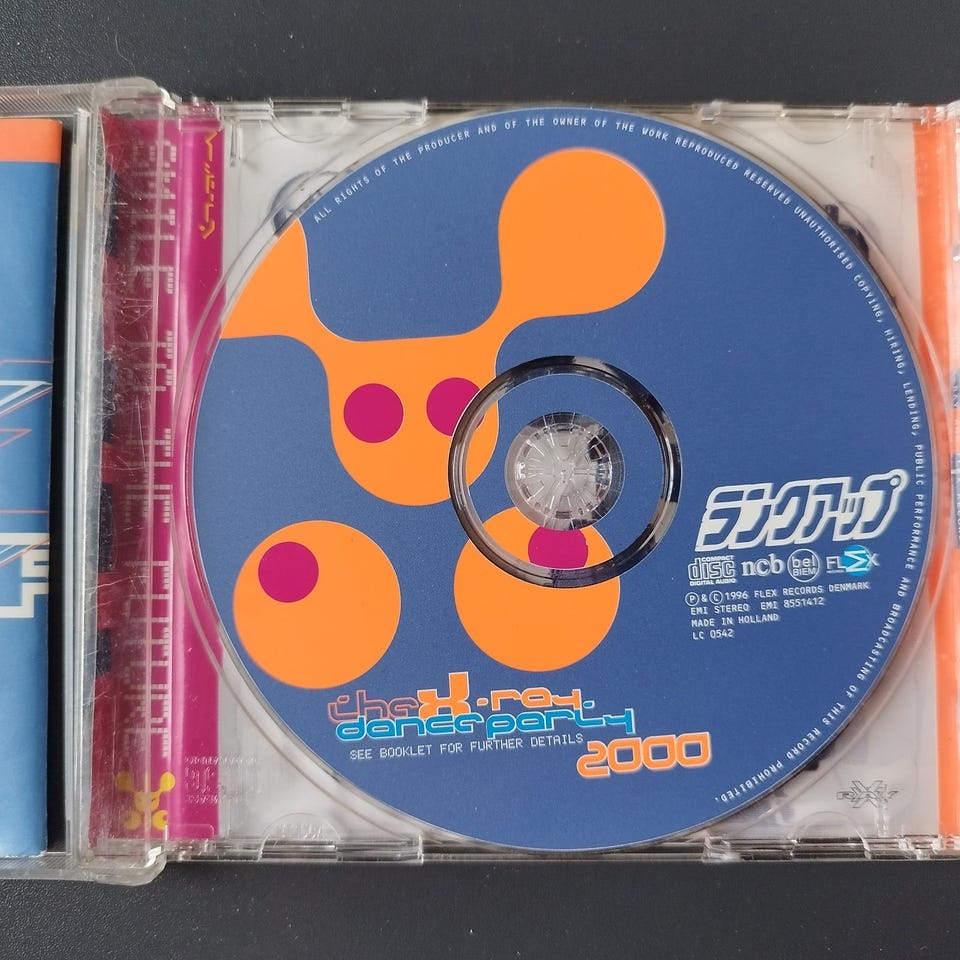 ALL RIGHTS OF THE PRODUCER AND OF THE OWNER OF THE WORK REPRODUCED RESERVED UNAUTHORISED COPYING, HIRING, LENDING, PUBLIC PERFORMANCE AND BROADCASTING OF THIS RECORD PROHIBITED.
ランクアップ
COMPACT
disc
DIGITAL AUDIO
ncb
bel
BIEM
FLEX
Ⓟ & Ⓒ 1996 FLEX RECORDS DENMARK
EMI STEREO EMI 8551412
MADE IN HOLLAND
LC 0542
the X-ray.
dance party
2000
SEE BOOKLET FOR FURTHER DETAILS